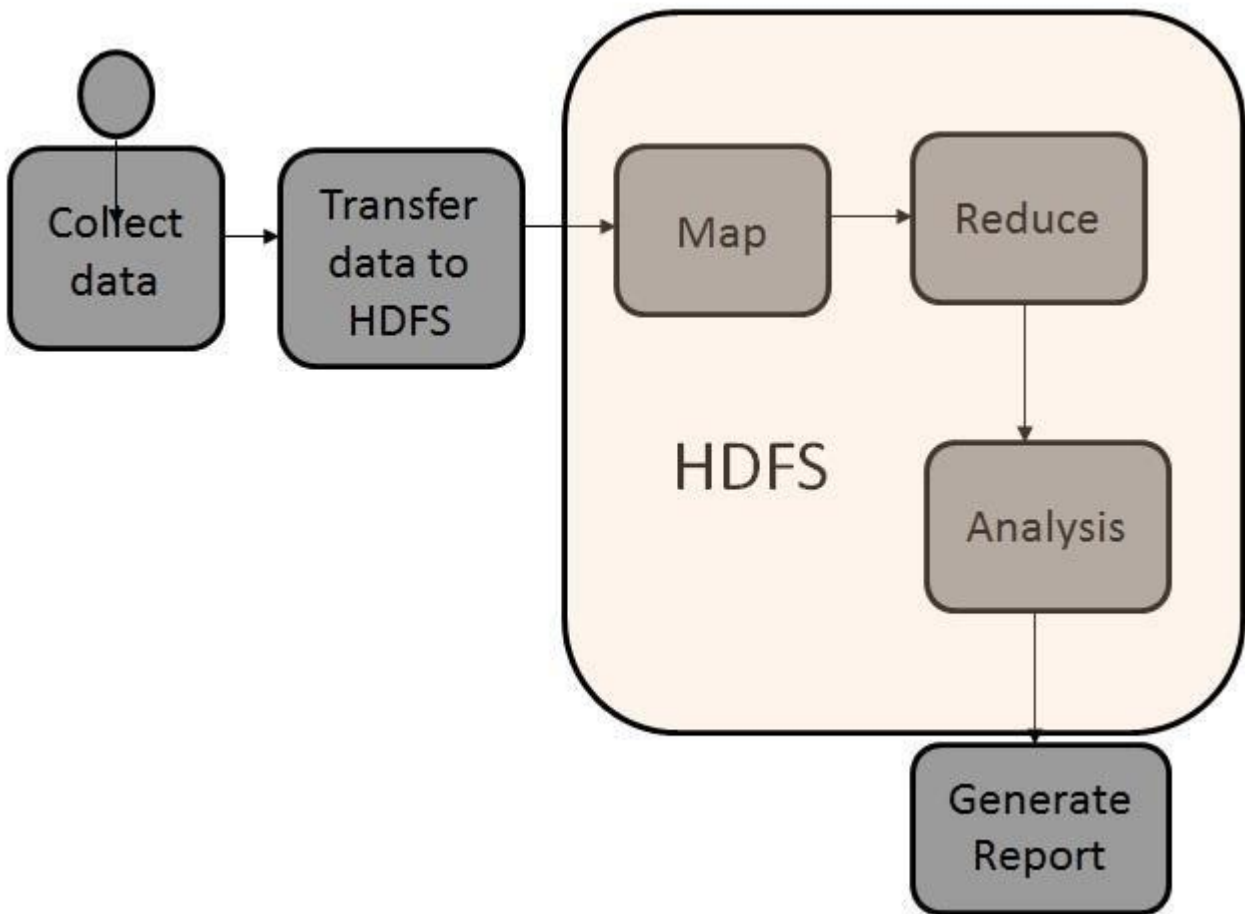 Collect
data
Transfer
data to
HDFS
Map
Reduce
HDFS
Analysis
Generate
Report